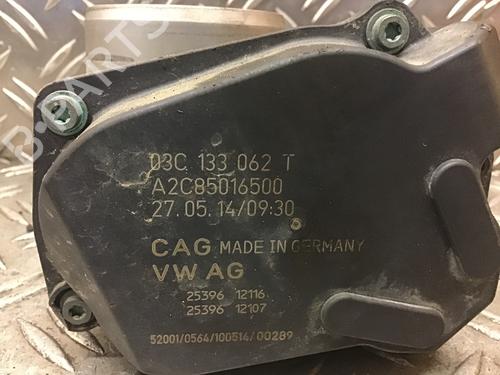 B-PARTS
03C 133 062 T
A2C85016500
27. 05. 14/09:30
CAG MADE IN GERMANY
VW AG
25396 12116
25396 12107
52001/0564/100514/00289